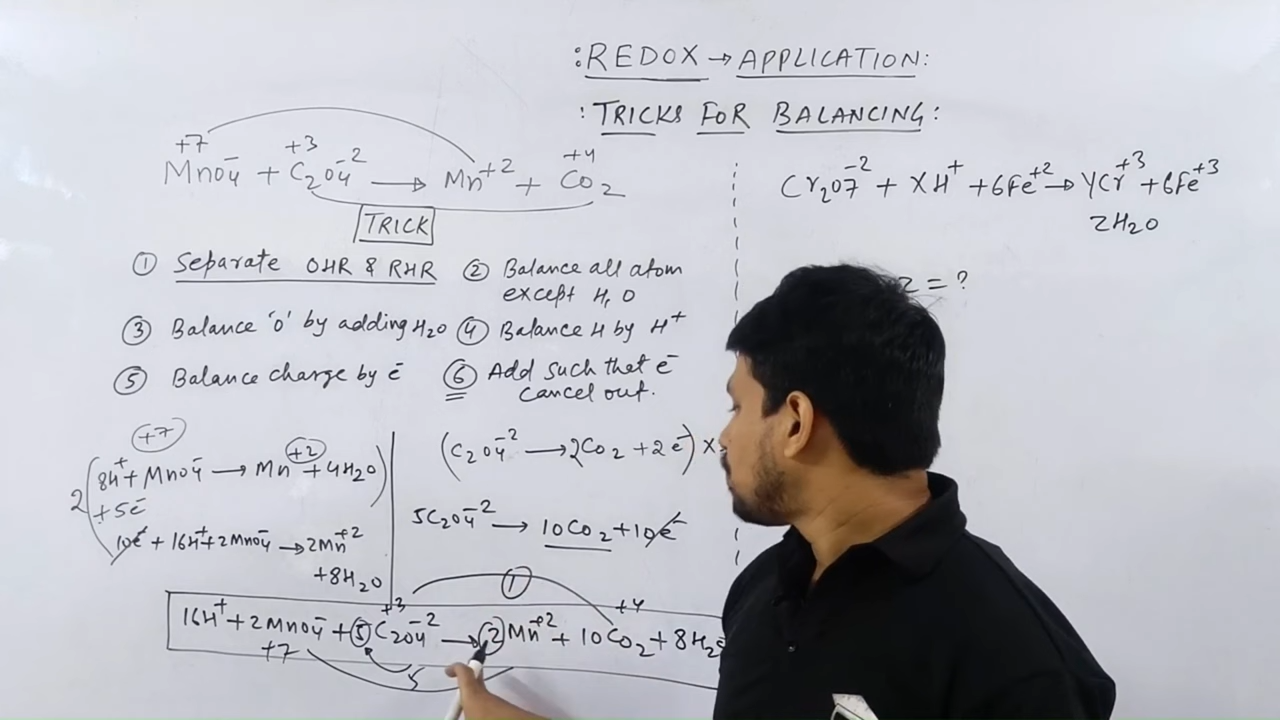 : REDOX → APPLICATION :
: TRICKS FOR BALANCING :
+7 +3 +4
MnO4⁻ + C2O4⁻² → Mn⁺² + CO2
TRICK
① Separate OHR & RHR
② Balance all atom
except H, O
③ Balance 'O' by adding H2O
④ Balance H by H⁺
⑤ Balance charge by e⁻
⑥ Add such that e⁻
cancel out.
+7 +2
2(8H⁺ + MnO4⁻ → Mn + 4H2O)
+5e⁻
10e⁻ + 16H⁺ + 2MnO4⁻ → 2Mn⁺²
+8H2O
(C2O4⁻² → 2CO2 + 2e⁻) ×
5C2O4⁻² → 10CO2 + 10e⁻
①
+3 +4
16H⁺ + 2MnO4⁻ + 5C2O4⁻² → 2Mn⁺² + 10CO2 + 8H2O
+7
5
Cr2O7⁻² + XH⁺ + 6Fe⁺² → YCr⁺³ + 6Fe⁺³
ZH2O
= ?